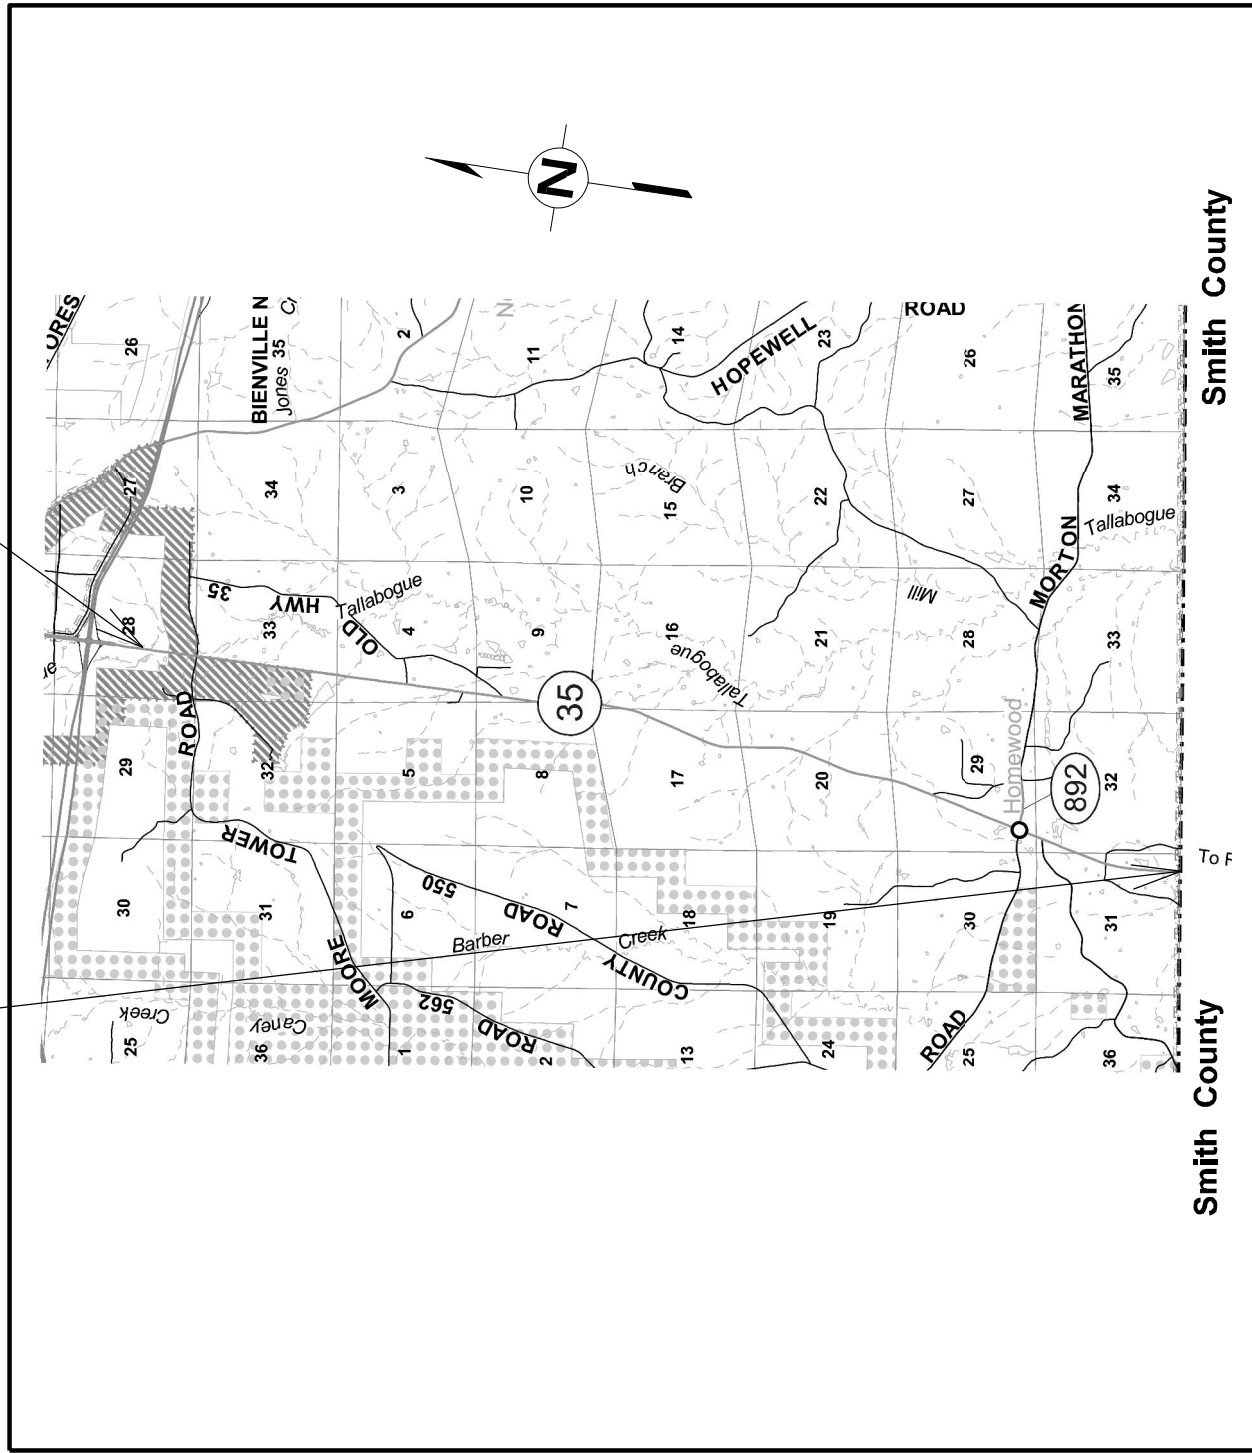 N
26
BIENVILLE N
Jones 35
2
11
14
HOPEWELL
23
ROAD
26
MARATHON
35
Smith County
27
34
3
10
Branch
15
22
27
MORTON
34
Tallabogue
28
35
HWY
OLD
33
Tallabogue
4
9
16
Tallabogue
21
Mill
28
33
ROAD
35
29
32
5
8
17
20
29
Homewood
892
32
TOWER
30
31
MOORE
6
550
ROAD
COUNTY
7
Barber
Creek
18
19
30
31
Creek
25
Caney
36
562
ROAD
1
2
13
24
ROAD
25
36
Smith County
To